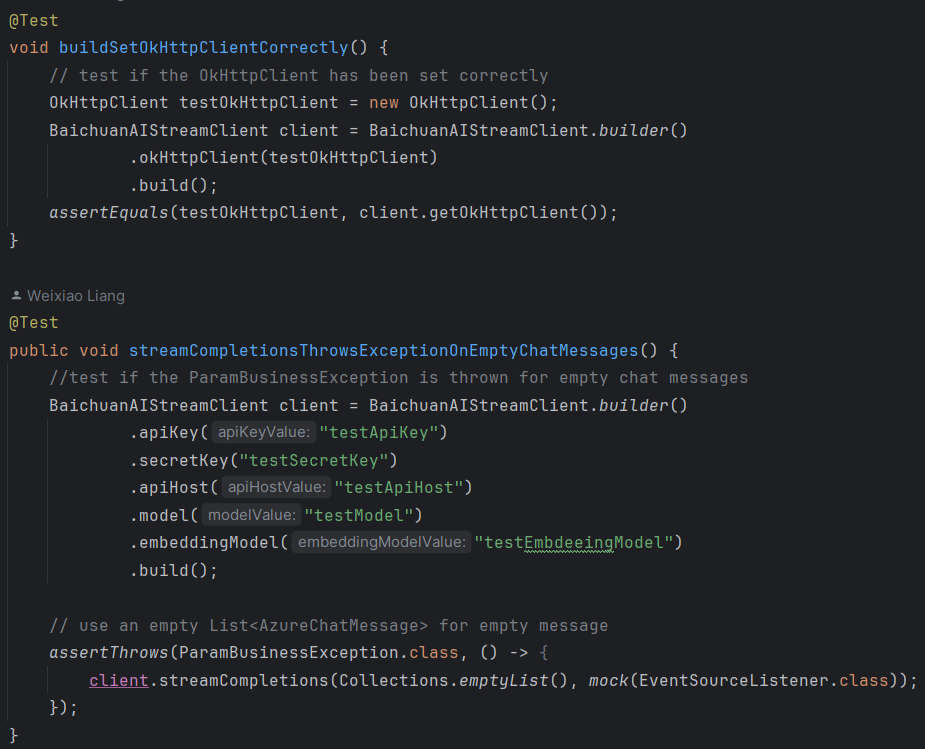 @Test
void buildSetOkHttpClientCorrectly() {
    // test if the OkHttpClient has been set correctly
    OkHttpClient testOkHttpClient = new OkHttpClient();
    BaichuanAIStreamClient client = BaichuanAIStreamClient.builder()
            .okHttpClient(testOkHttpClient)
            .build();
    assertEquals(testOkHttpClient, client.getOkHttpClient());
}
Weixiao Liang
@Test
public void streamCompletionsThrowsExceptionOnEmptyChatMessages() {
    //test if the ParamBusinessException is thrown for empty chat messages
    BaichuanAIStreamClient client = BaichuanAIStreamClient.builder()
            .apiKey( apiKeyValue: "testApiKey")
            .secretKey("testSecretKey")
            .apiHost( apiHostValue: "testApiHost")
            .model( modelValue: "testModel")
            .embeddingModel( embeddingModelValue: "testEmbdeeingModel")
            .build();
    // use an empty List<AzureChatMessage> for empty message
    assertThrows(ParamBusinessException.class, () -> {
        client.streamCompletions(Collections.emptyList(), mock(EventSourceListener.class));
    });
}